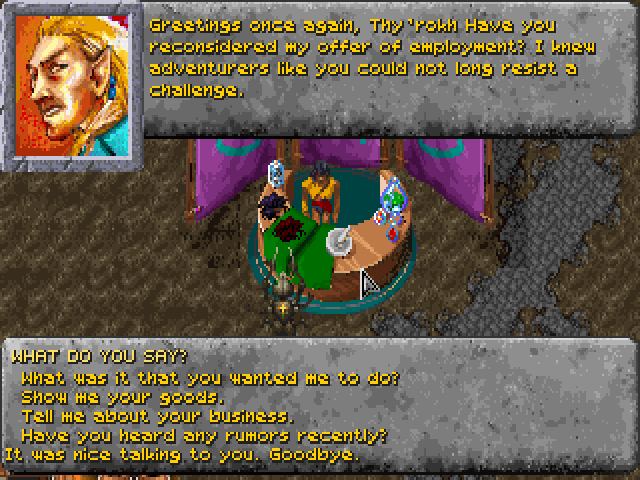 Greetings once again, Thy'rokh Have you
reconsidered my offer of employment? I knew
adventurers like you could not long resist a
challenge.
WHAT DO YOU SAY?
What was it that you wanted me to do?
Show me your goods.
Tell me about your business.
Have you heard any rumors recently?
It was nice talking to you. Goodbye.